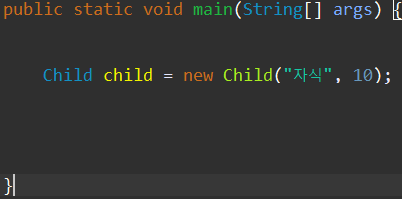 public static void main(String[] args) {
Child child = new Child("자식", 10);
}